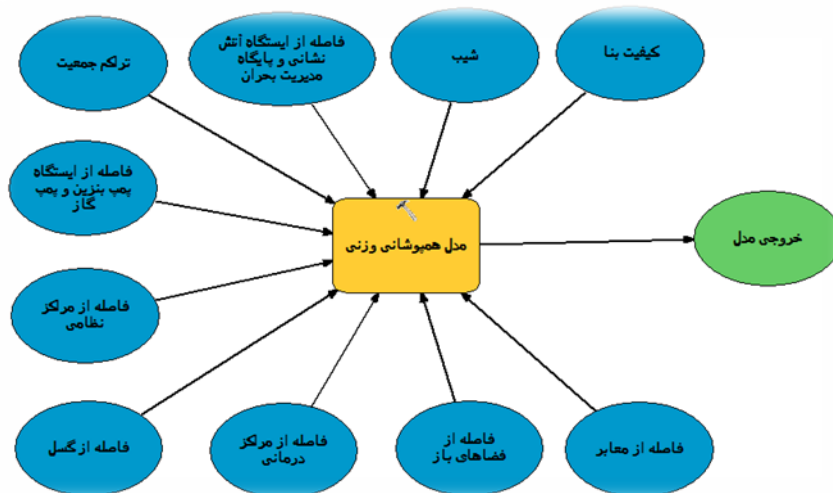 تراکم جمعیت
فاصله از ایستگاه آتش
نشانی و پایگاه
مدیریت بحران
شیب
کیفیت بنا
فاصله از ایستگاه
پمپ بنزین و پمپ
گاز
مدل همپوشانی وزنی
خروجی مدل
فاصله از مراکز
نظامی
فاصله از گسل
فاصله از مراکز
درمانی
فاصله از
فضاهای باز
فاصله از معابر